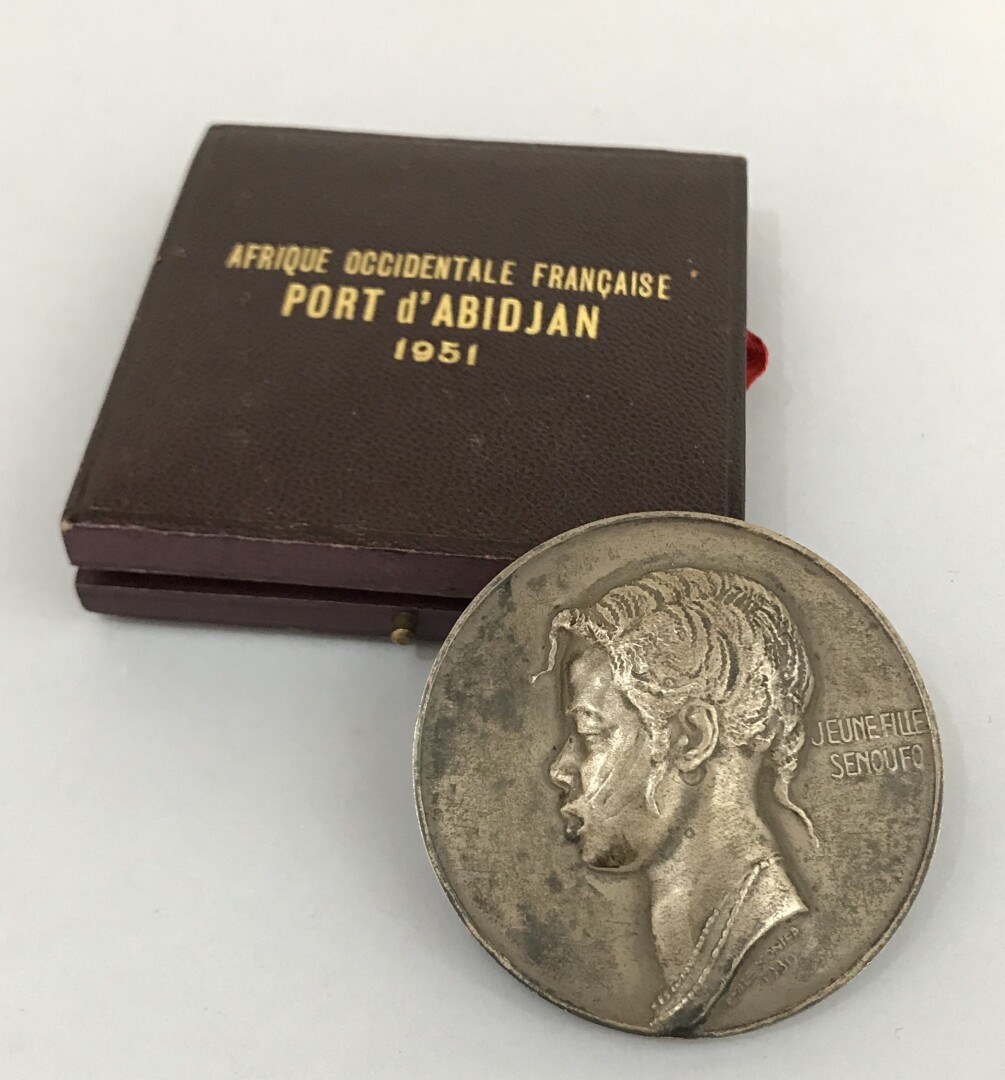 AFRIQUE OCCIDENTALE FRANÇAISE
PORT d'ABIDJAN
1951
JEUNE FILLE
SENOUFO